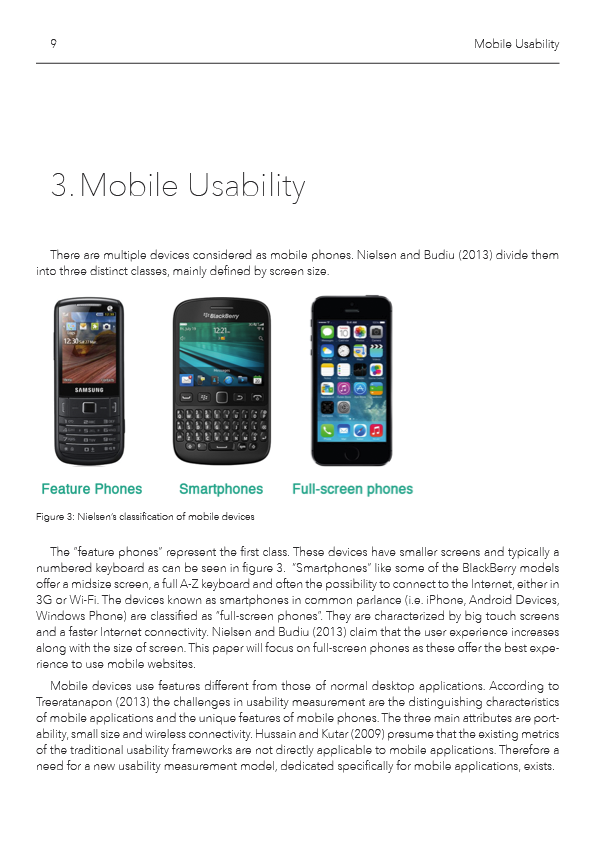 9
Mobile Usability
3. Mobile Usability
There are multiple devices considered as mobile phones. Nielsen and Budiu (2013) divide them
into three distinct classes, mainly defined by screen size.
BlackBerry
12:21
12:30
SAMSUNG
Feature Phones
Smartphones
Full-screen phones
Figure 3: Nielsen's classification of mobile devices
The "feature phones" represent the first class. These devices have smaller screens and typically a
numbered keyboard as can be seen in figure 3. "Smartphones" like some of the BlackBerry models
offer a midsize screen, a full A-Z keyboard and often the possibility to connect to the Internet, either in
3G or Wi-Fi. The devices known as smartphones in common parlance (i.e. iPhone, Android Devices,
Windows Phone) are classified as "full-screen phones". They are characterized by big touch screens
and a faster Internet connectivity. Nielsen and Budiu (2013) claim that the user experience increases
along with the size of screen. This paper will focus on full-screen phones as these offer the best expe-
rience to use mobile websites.
Mobile devices use features different from those of normal desktop applications. According to
Treeratanapon (2013) the challenges in usability measurement are the distinguishing characteristics
of mobile applications and the unique features of mobile phones. The three main attributes are port-
ability, small size and wireless connectivity. Hussain and Kutar (2009) presume that the existing metrics
of the traditional usability frameworks are not directly applicable to mobile applications. Therefore a
need for a new usability measurement model, dedicated specifically for mobile applications, exists.